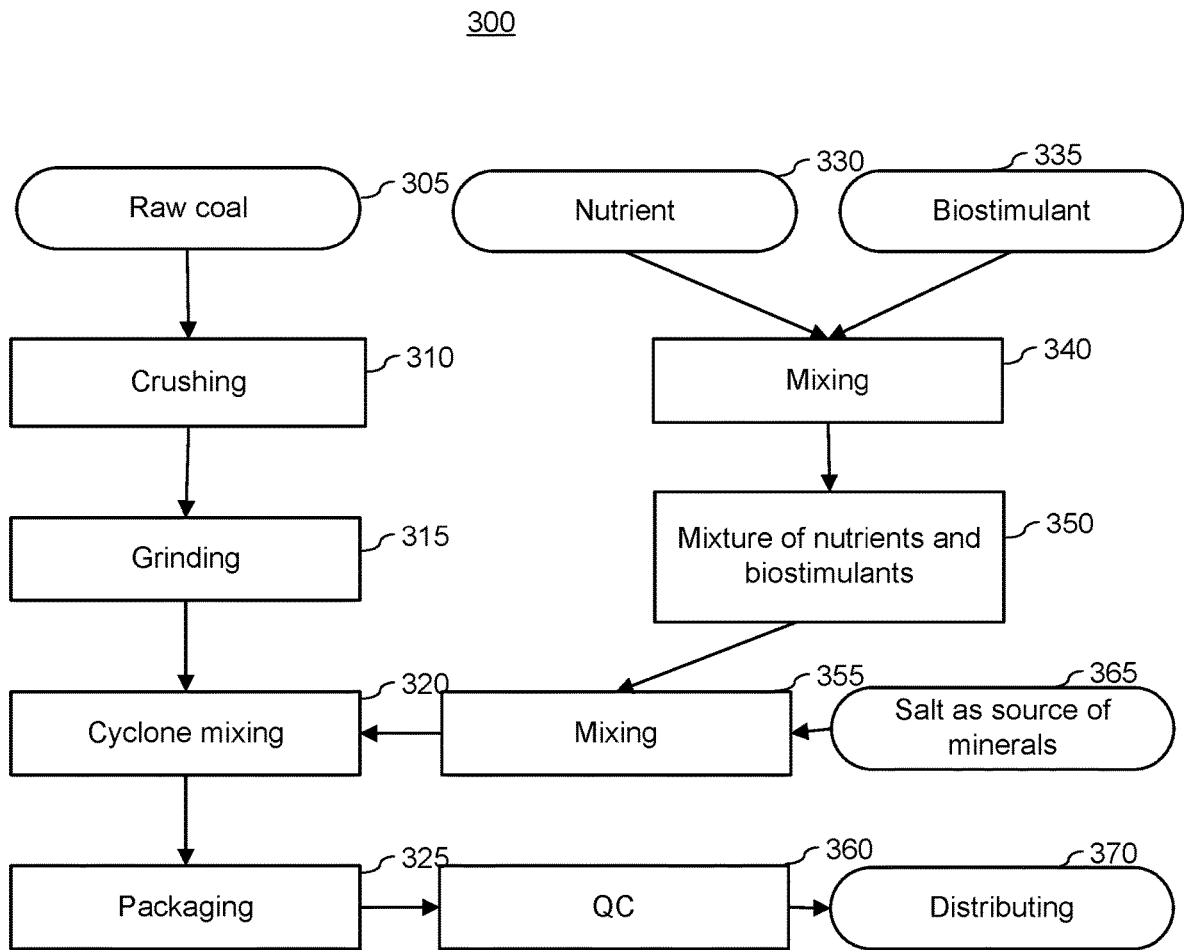 300
Raw coal
305
Nutrient
330
Biostimulant
335
Crushing
310
Mixing
340
Grinding
315
Mixture of nutrients and
biostimulants
350
Cyclone mixing
320
Mixing
355
Salt as source of
minerals
365
Packaging
325
QC
360
Distributing
370